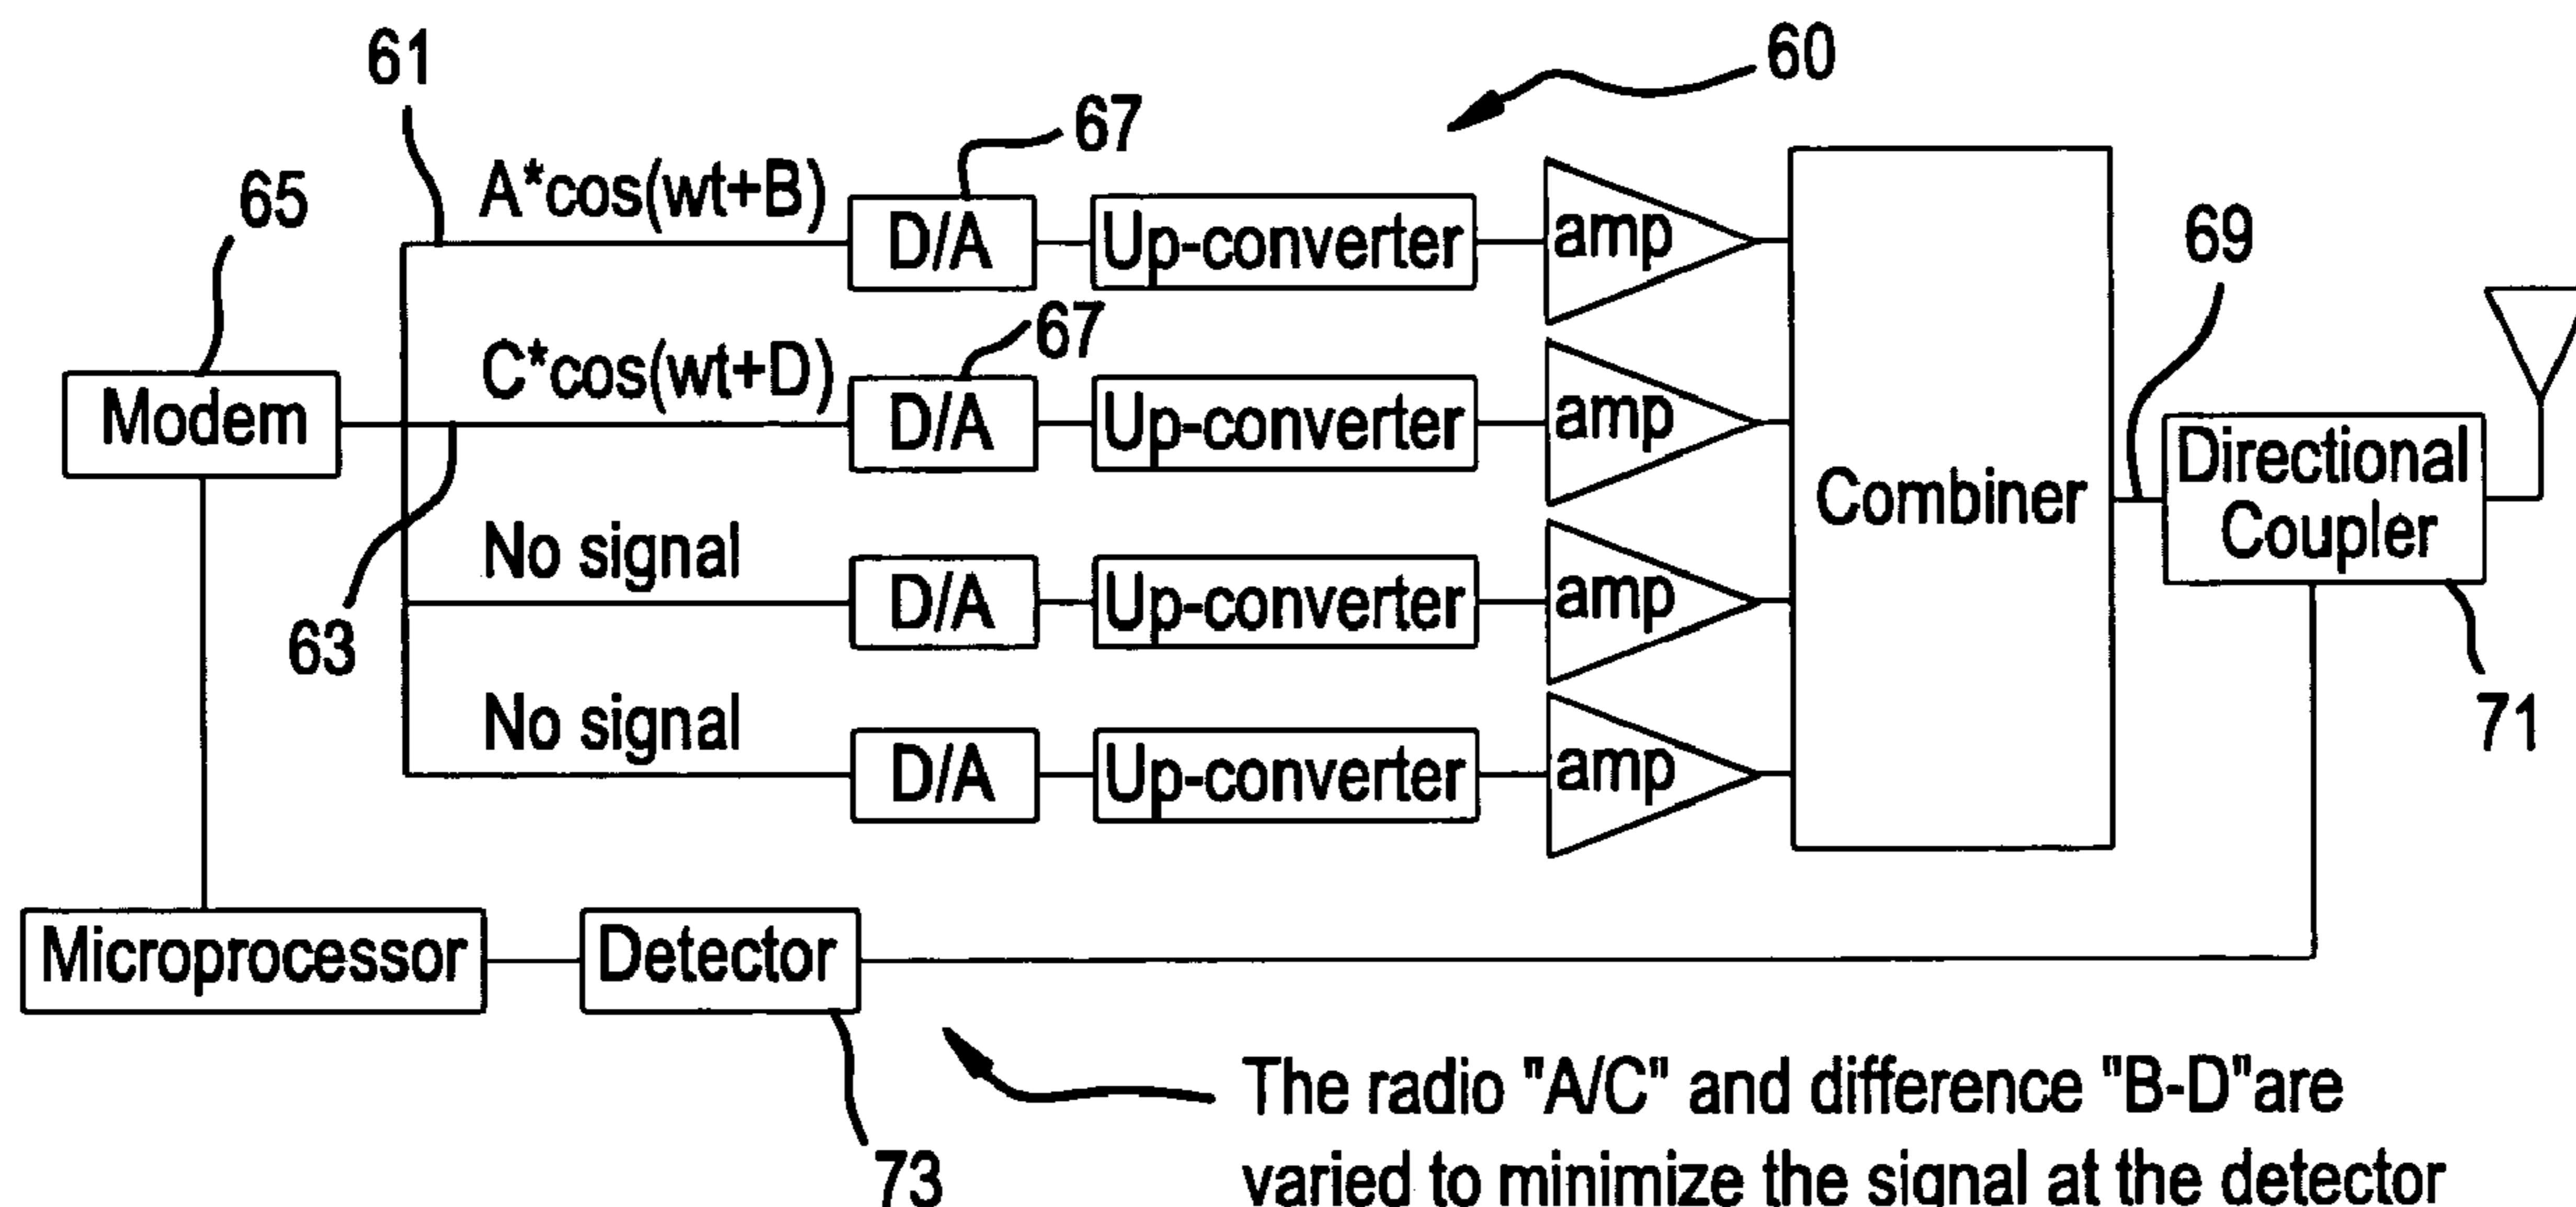 61
60
67
A*cos(wt+B)
65
D/A
Up-converter
amp
69
67
C*cos(wt+D)
Modem
D/A
Up-converter
amp
Combiner
Directional
Coupler
No signal
63
D/A
Up-converter
amp
71
No signal
D/A
Up-converter
amp
Microprocessor
Detector
73
The radio "A/C" and difference "B-D"are
varied to minimize the signal at the detector